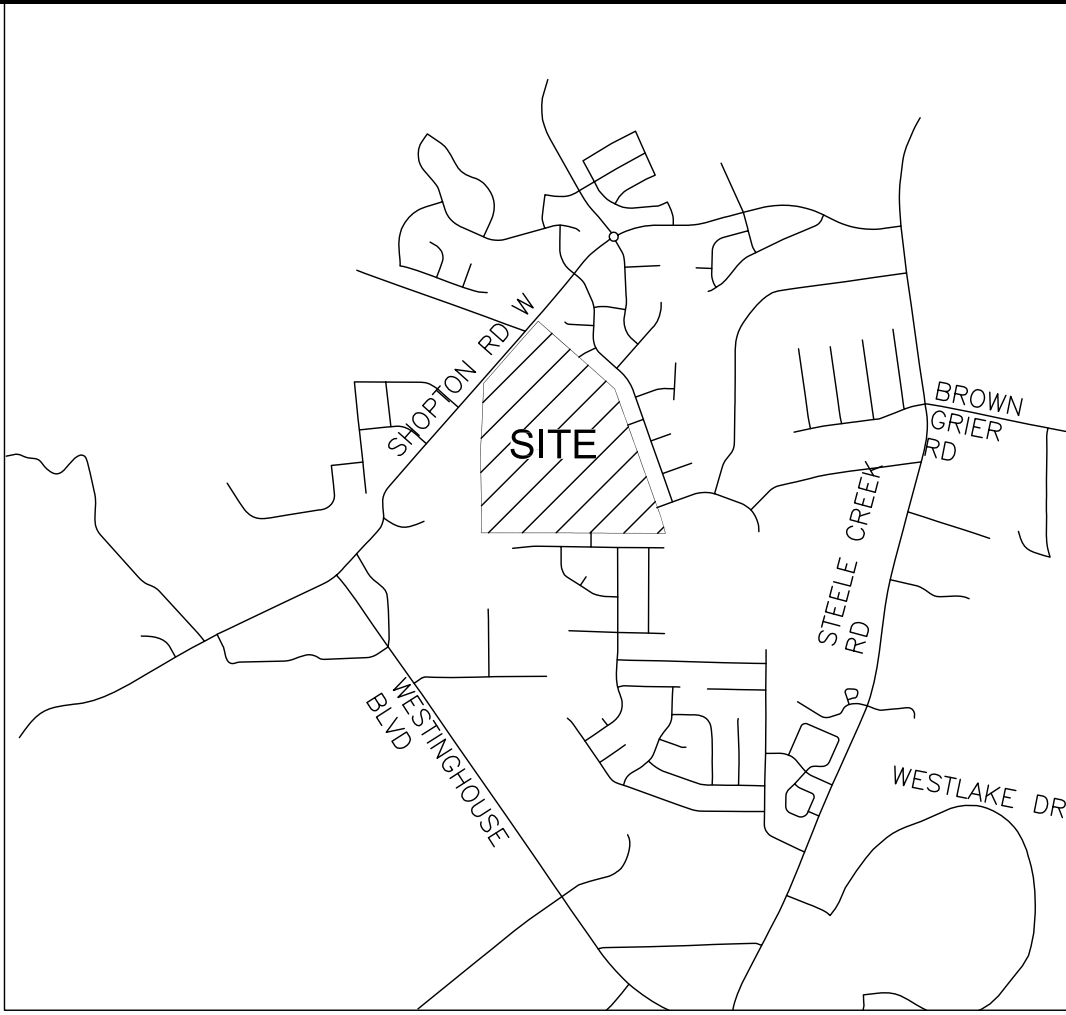 SHOPTON RD W
SITE
BROWN
GRIER
RD
STEELE CREEK
RD
WESTINGHOUSE
BLVD
WESTLAKE DR